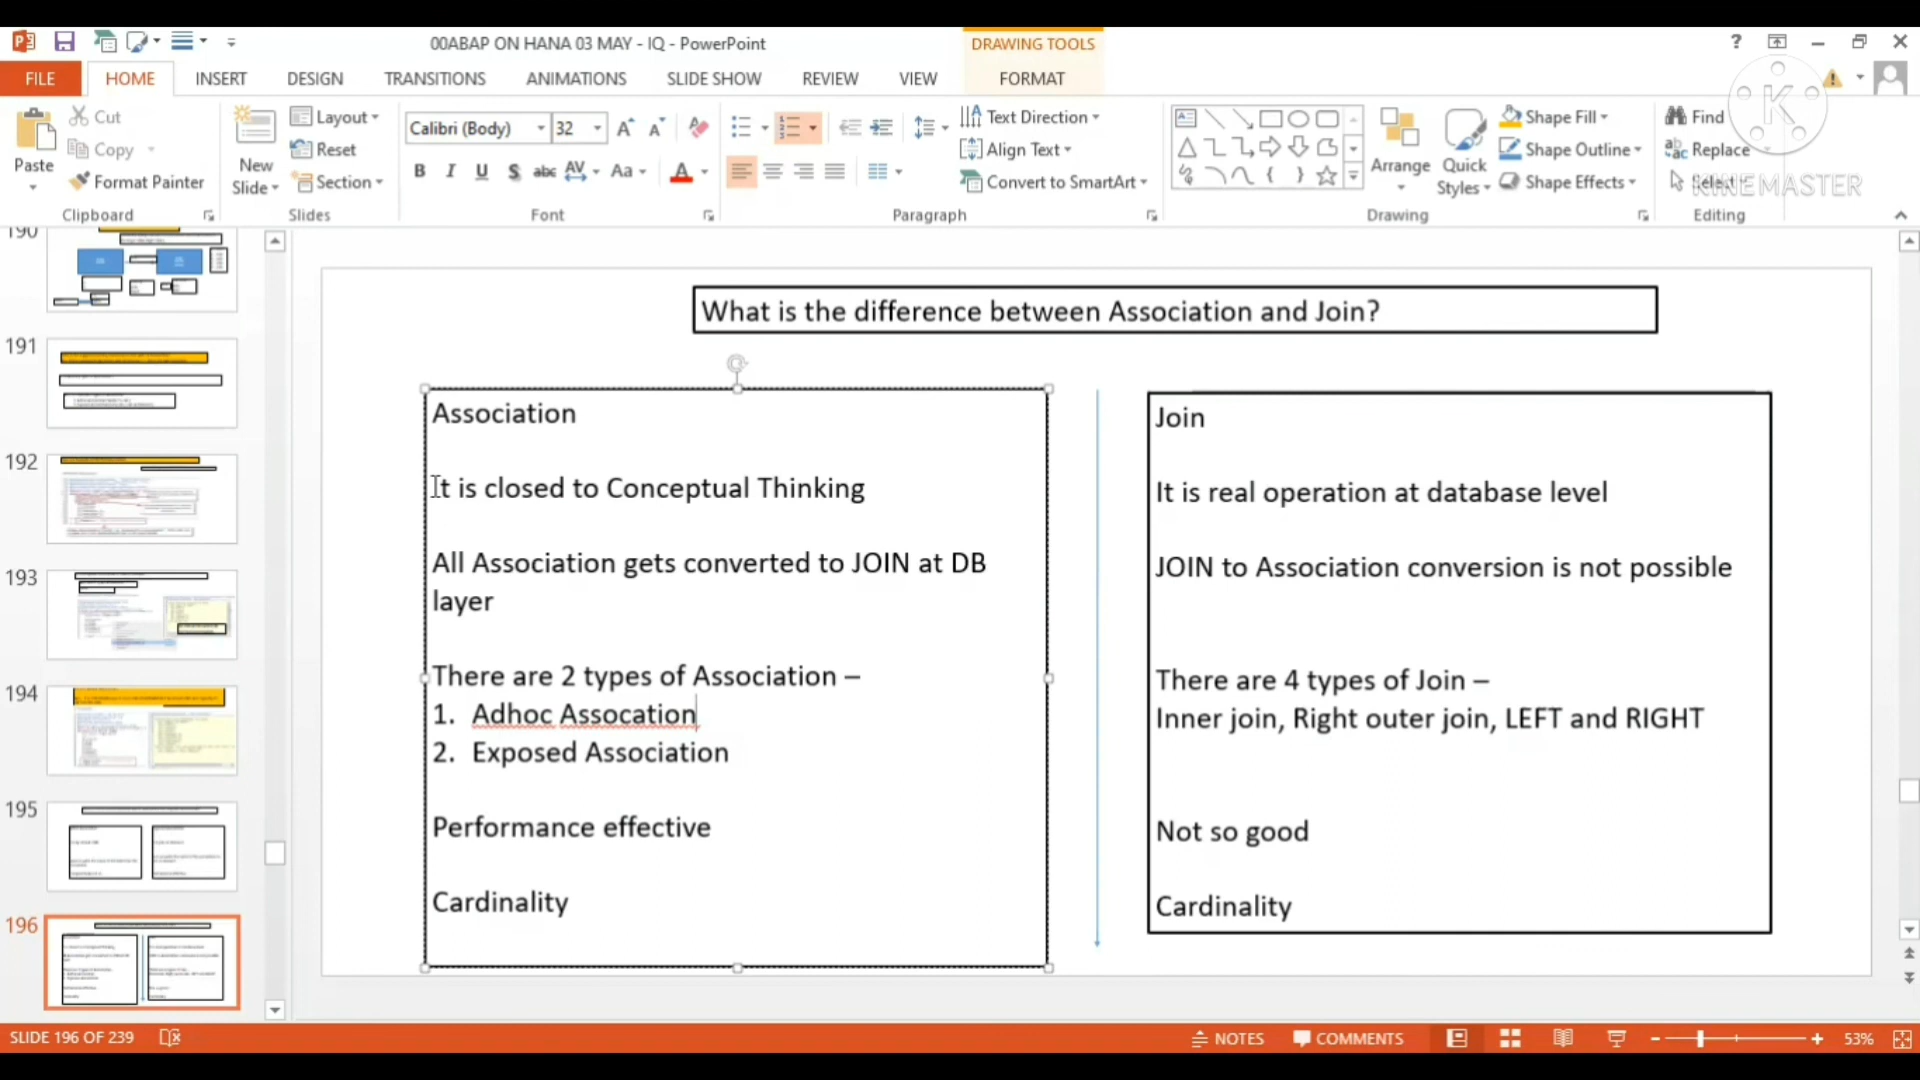 00ABAP ON HANA 03 MAY - IQ - PowerPoint
DRAWING TOOLS
FILE HOME INSERT DESIGN TRANSITIONS ANIMATIONS SLIDE SHOW REVIEW VIEW FORMAT
Paste
Cut
Copy
Format Painter
Clipboard
New Slide
Layout
Reset
Section
Slides
Calibri (Body) 32
B I U S abc AV Aa A
Font
Text Direction
Align Text
Convert to SmartArt
Paragraph
Arrange
Quick Styles
Shape Fill
Shape Outline
Shape Effects
Drawing
Find
Replace
Select
Editing
K
KINEMASTER
190
191
192
193
194
195
196
What is the difference between Association and Join?
Association
It is closed to Conceptual Thinking
All Association gets converted to JOIN at DB
layer
There are 2 types of Association –
1. Adhoc Assocation
2. Exposed Association
Performance effective
Cardinality
Join
It is real operation at database level
JOIN to Association conversion is not possible
There are 4 types of Join –
Inner join, Right outer join, LEFT and RIGHT
Not so good
Cardinality
SLIDE 196 OF 239
NOTES
COMMENTS
53%